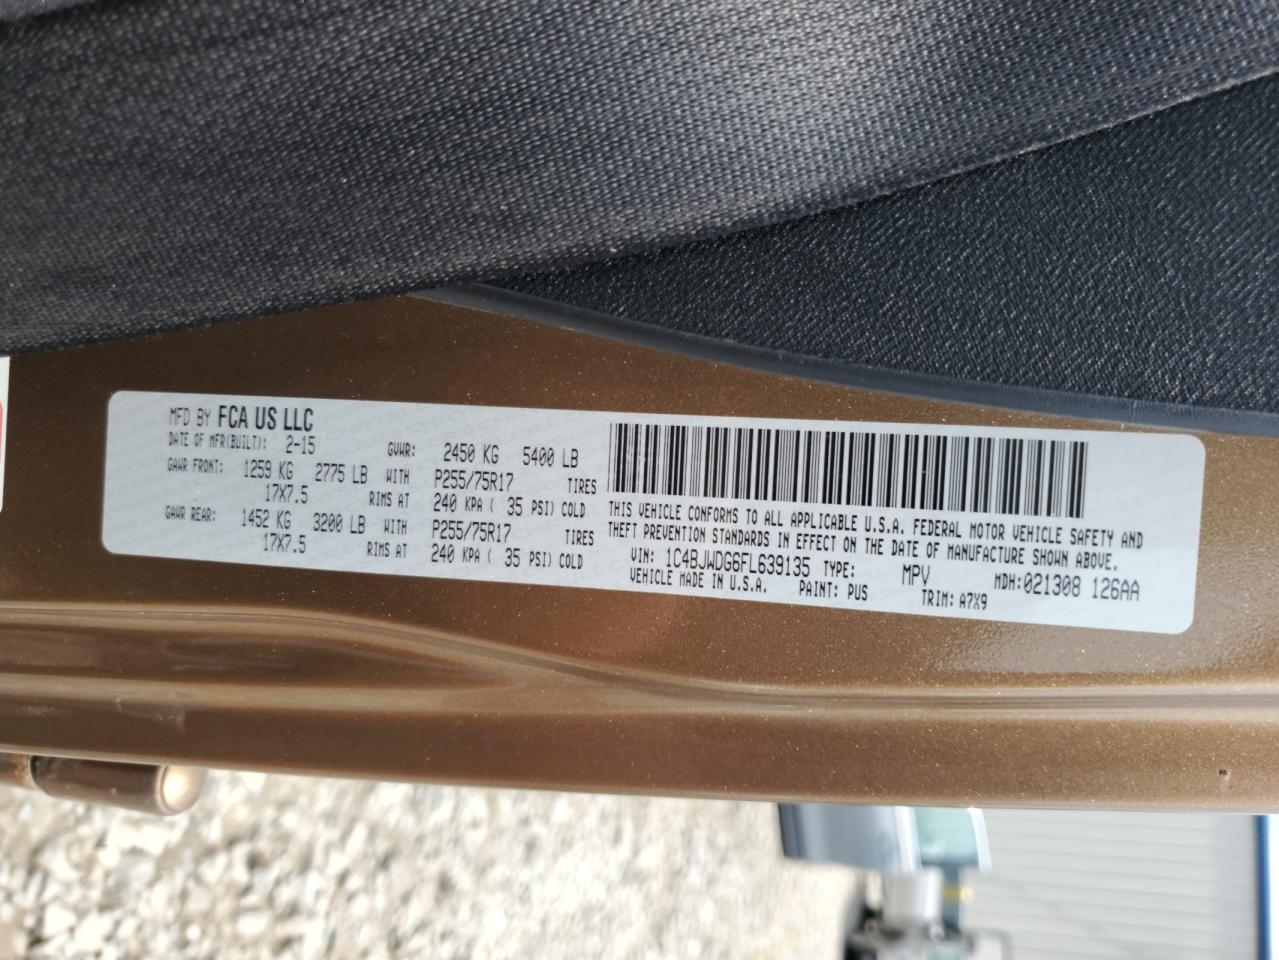 MFD BY FCA US LLC
DATE OF MFR(BUILT): 2-15 GVWR: 2450 KG 5400 LB
GAWR FRONT: 1259 KG 2775 LB WITH P255/75R17 TIRES
17X7.5 RIMS AT 240 KPA ( 35 PSI) COLD
GAWR REAR: 1452 KG 3200 LB WITH P255/75R17 TIRES
17X7.5 RIMS AT 240 KPA ( 35 PSI) COLD
THIS VEHICLE CONFORMS TO ALL APPLICABLE U.S.A. FEDERAL MOTOR VEHICLE SAFETY AND
THEFT PREVENTION STANDARDS IN EFFECT ON THE DATE OF MANUFACTURE SHOWN ABOVE.
VIN: 1C4BJWDG6FL639135 TYPE: MPV MDH:021308 126AA
VEHICLE MADE IN U.S.A. PAINT: PUS TRIM: A7X9